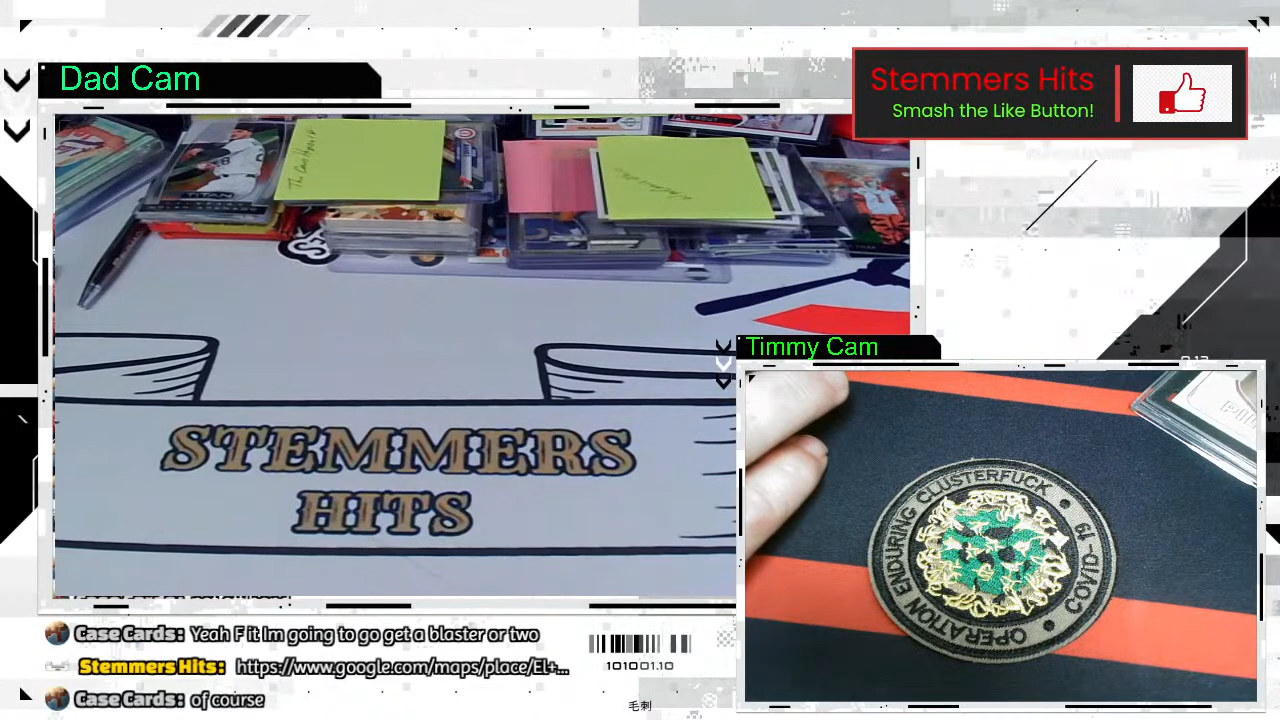 Dad Cam
Stemmers Hits
Smash the Like Button!
TITAN
STEMMERS
HITS
Timmy Cam
OPERATION ENDURING CLUSTERFUCK • COVID-19 •
Case Cards: Yeah F it Im going to go get a blaster or two
Stemmers Hits: https://www.google.com/maps/place/El+...
Case Cards: of course
101001.10
毛刺